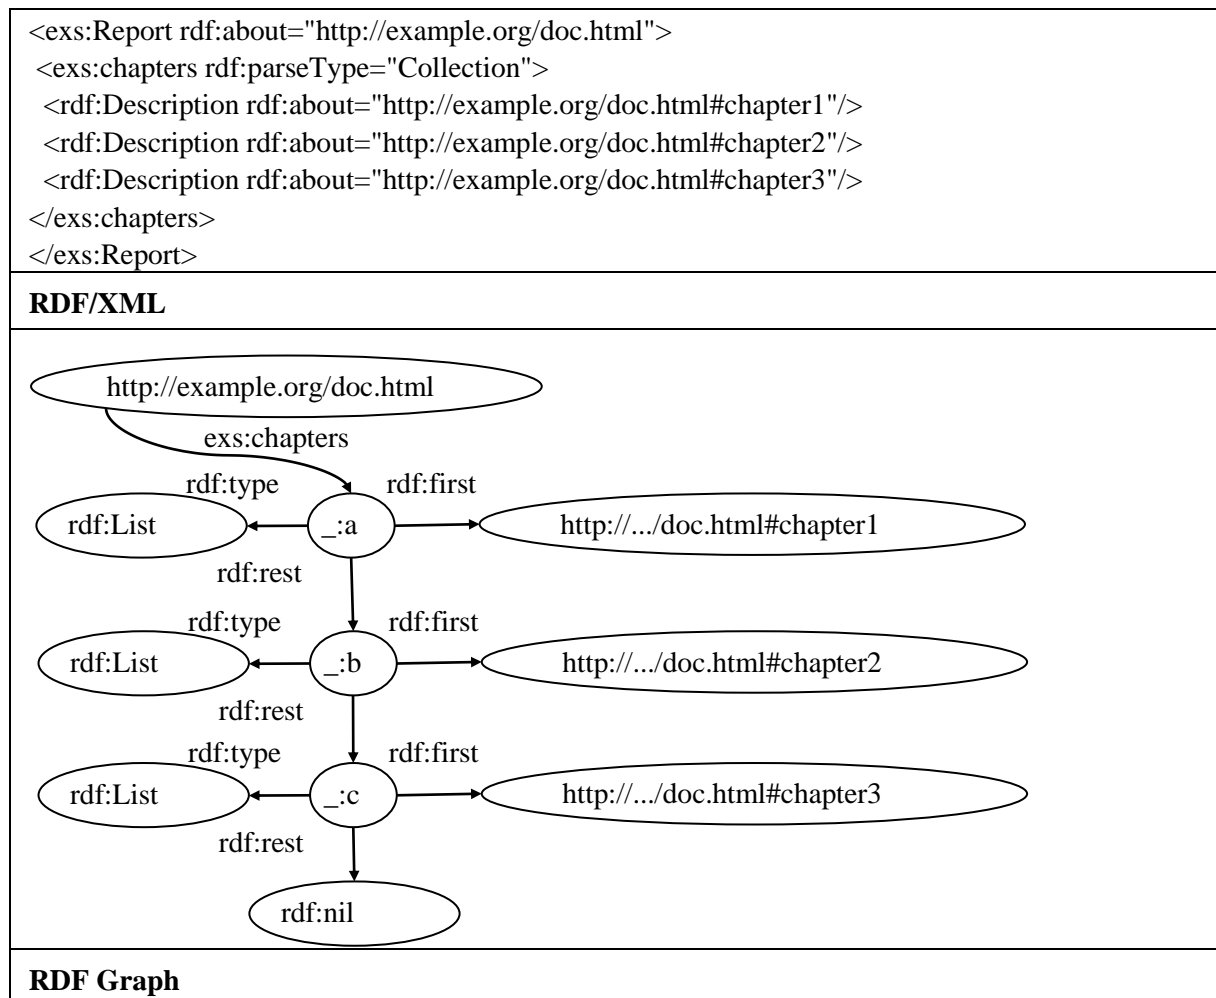 <exs:Report rdf:about="http://example.org/doc.html">
<exs:chapters rdf:parseType="Collection">
<rdf:Description rdf:about="http://example.org/doc.html#chapter1"/>
<rdf:Description rdf:about="http://example.org/doc.html#chapter2"/>
<rdf:Description rdf:about="http://example.org/doc.html#chapter3"/>
</exs:chapters>
</exs:Report>
RDF/XML
http://example.org/doc.html
exs:chapters
rdf:type rdf:first
rdf:List _:a http://.../doc.html#chapter1
rdf:rest
rdf:type rdf:first
rdf:List _:b http://.../doc.html#chapter2
rdf:rest
rdf:type rdf:first
rdf:List _:c http://.../doc.html#chapter3
rdf:rest
rdf:nil
RDF Graph